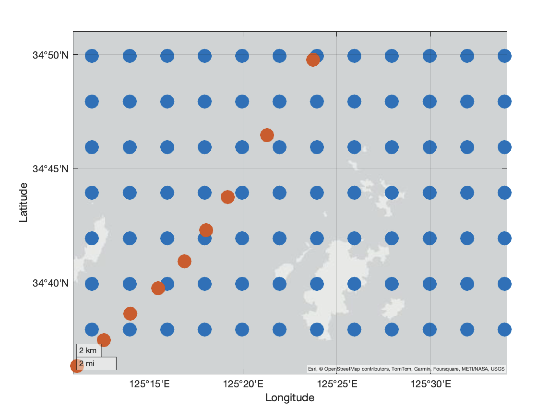 34°50'N
34°45'N
34°40'N
Latitude
2 km
2 mi
Esri, © OpenStreetMap contributors, TomTom, Garmin, Foursquare, METI/NASA, USGS
125°15'E
125°20'E
125°25'E
125°30'E
Longitude